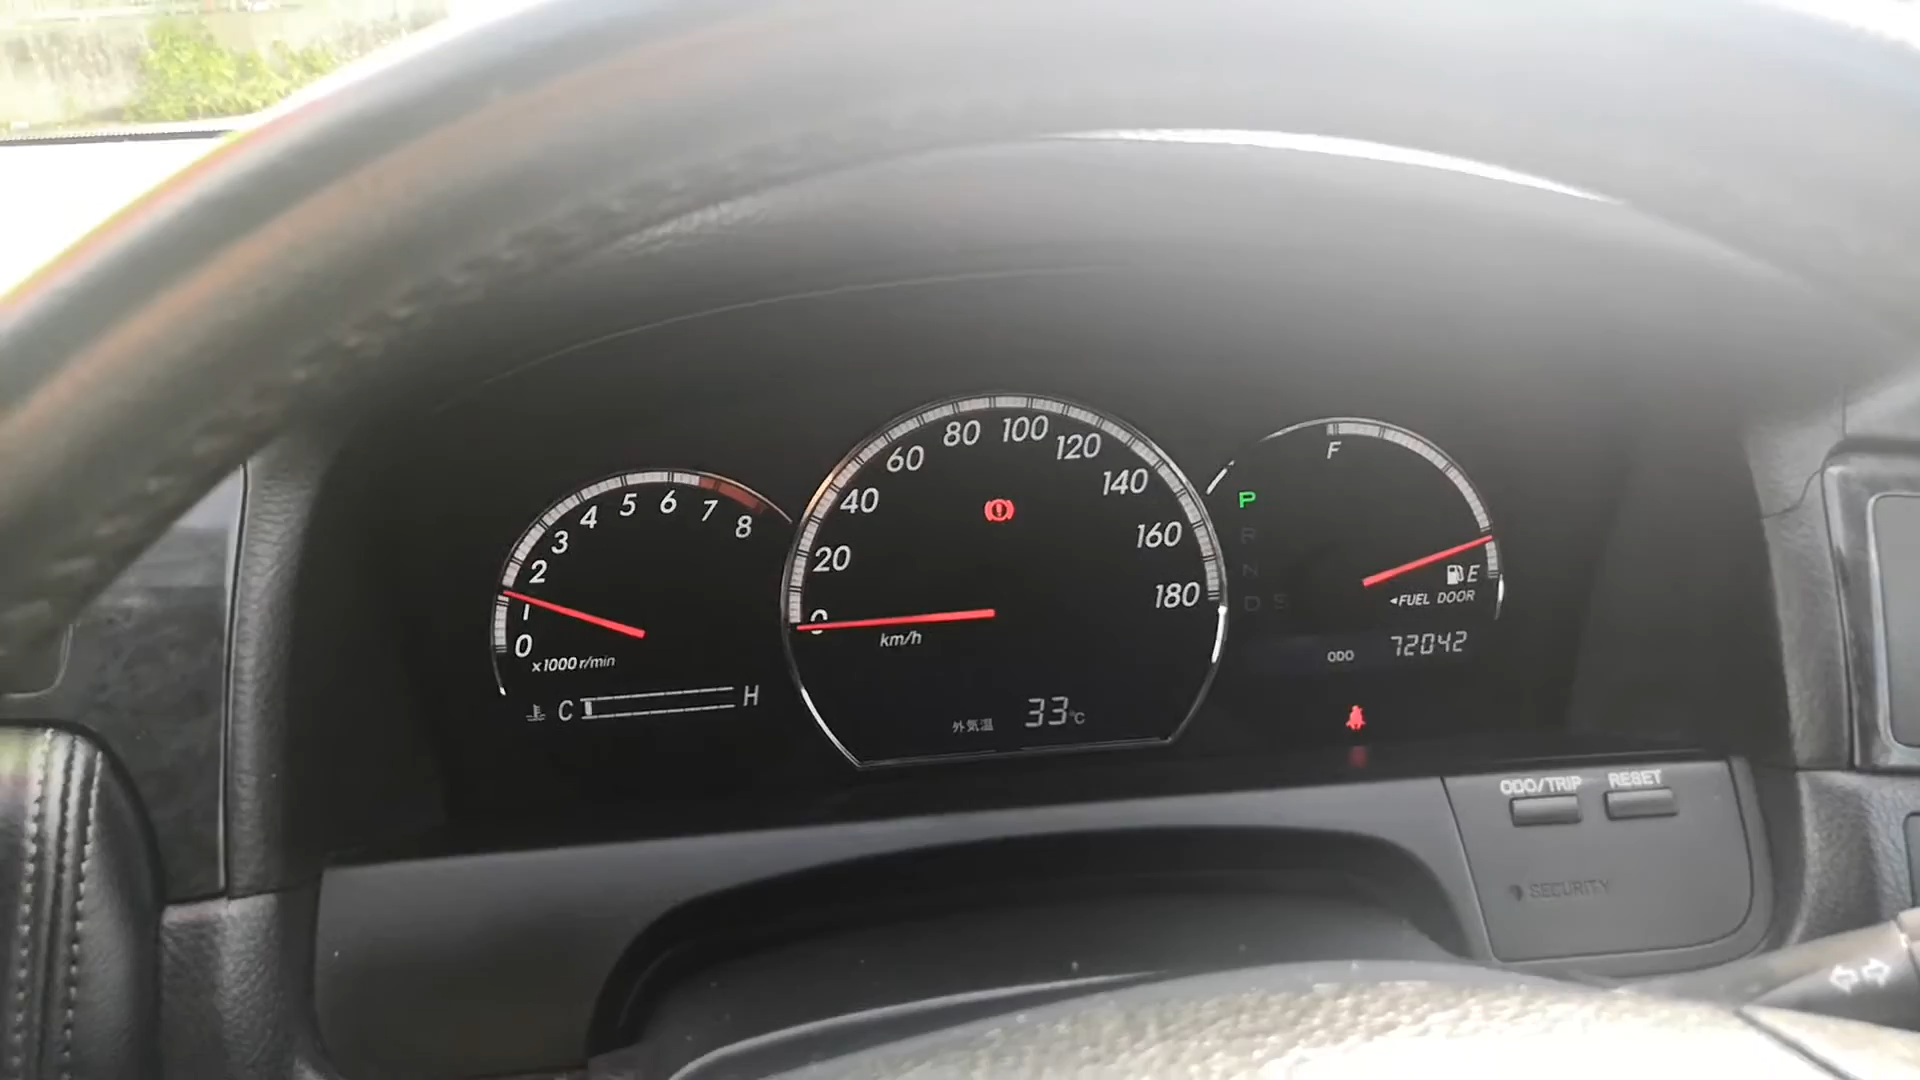 0 1 2 3 4 5 6 7 8
x1000 r/min
C H
0 20 40 60 80 100 120 140 160 180
km/h
外気温 33°C
P
R
N
D S
F
E
◄FUEL DOOR
ODO 72042
ODO/TRIP RESET
SECURITY